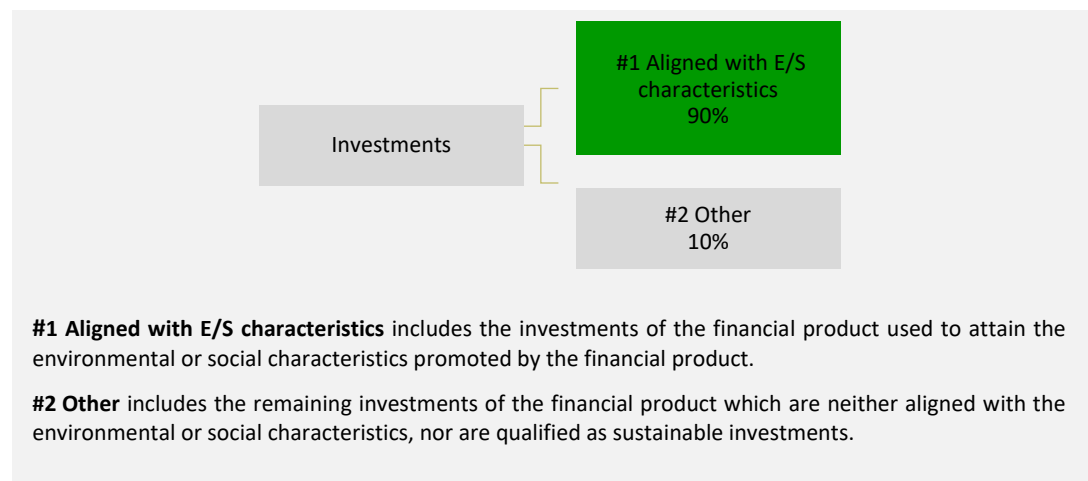 #1 Aligned with E/S
characteristics
90%
Investments
#2 Other
10%
#1 Aligned with E/S characteristics includes the investments of the financial product used to attain the
environmental or social characteristics promoted by the financial product.
#2 Other includes the remaining investments of the financial product which are neither aligned with the
environmental or social characteristics, nor are qualified as sustainable investments.